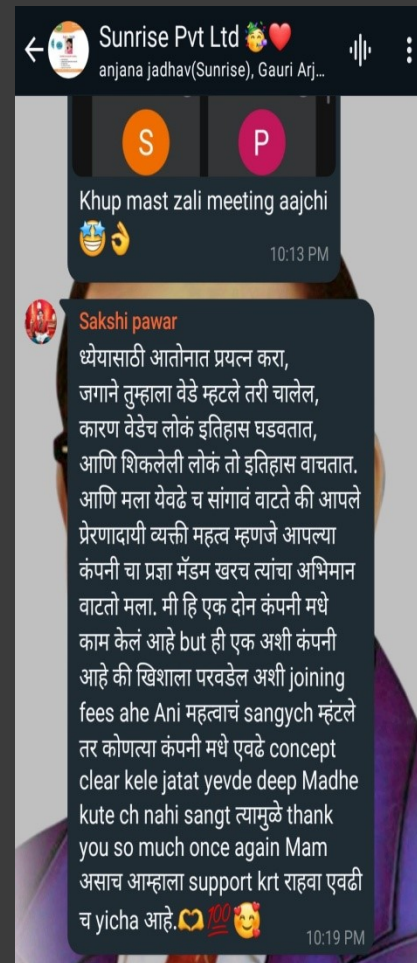 Sunrise Pvt Ltd 🥳❤️
anjana jadhav(Sunrise), Gauri Arj...
S P
Khup mast zali meeting aajchi
🤩👌
10:13 PM
Sakshi pawar
ध्येयासाठी आतोनात प्रयत्न करा,
जगाने तुम्हाला वेडे म्हटले तरी चालेल,
कारण वेडेच लोकं इतिहास घडवतात,
आणि शिकलेली लोकं तो इतिहास वाचतात.
आणि मला येवढे च सांगावं वाटते की आपले
प्रेरणादायी व्यक्ती महत्व म्हणजे आपल्या
कंपनी चा प्रज्ञा मॅडम खरच त्यांचा अभिमान
वाटतो मला. मी हि एक दोन कंपनी मधे
काम केलं आहे but ही एक अशी कंपनी
आहे की खिशाला परवडेल अशी joining
fees ahe Ani महत्वाचं sangych म्हंटले
तर कोणत्या कंपनी मधे एवढे concept
clear kele jatat yevde deep Madhe
kute ch nahi sangt त्यामुळे thank
you so much once again Mam
असाच आम्हाला support krt राहवा एवढी
च yicha आहे.🫶💯🥰
10:19 PM